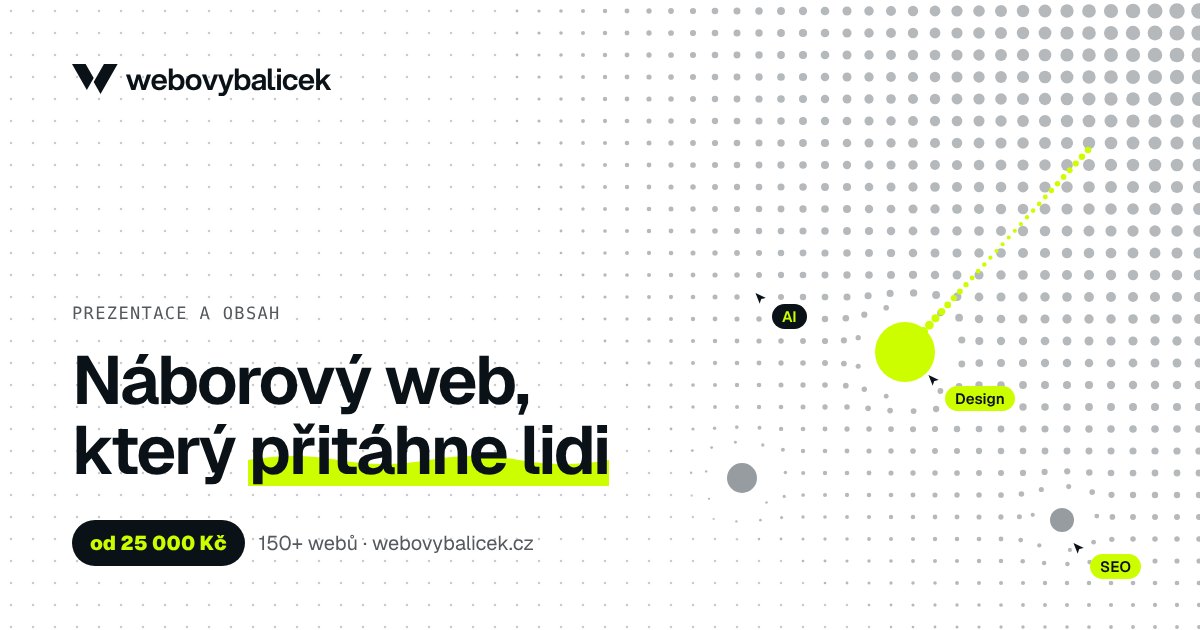 webovybalicek
PREZENTACE A OBSAH
Náborový web,
který přitáhne lidi
od 25 000 Kč
150+ webů · webovybalicek.cz
AI
Design
SEO